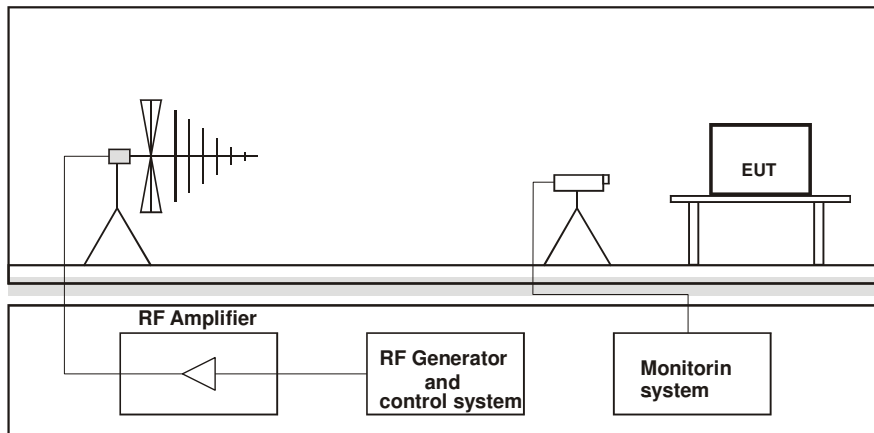 EUT
RF Amplifier
RF Generator
and
control system
Monitorin
system